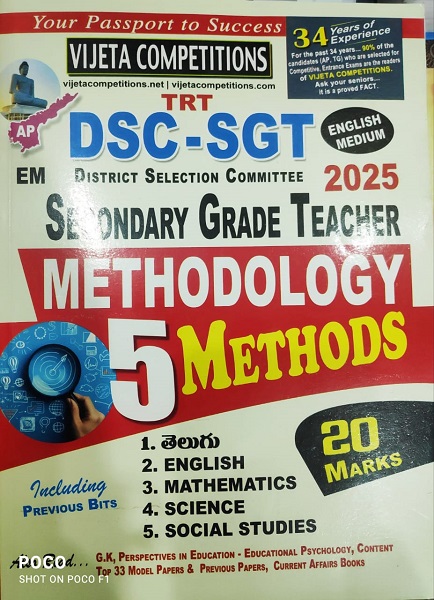 Your Passport to Success
VIJETA COMPETITIONS
vijetacompetitions.net | vijetacompetitions.com
34 Years of Experience
For the past 34 years... 90% of the
candidates (AP, TG) who are selected for
Competitive, Entrance Exams are the readers
of VIJETA COMPETITIONS.
Ask your seniors...
it is a proved FACT.
TRT
AP
DSC-SGT
ENGLISH
MEDIUM
EM
DISTRICT SELECTION COMMITTEE
2025
SECONDARY GRADE TEACHER
METHODOLOGY
5 METHODS
1. తెలుగు
2. ENGLISH
3. MATHEMATICS
4. SCIENCE
5. SOCIAL STUDIES
20
MARKS
Including
PREVIOUS BITS
G.K, PERSPECTIVES IN EDUCATION - EDUCATIONAL PSYCHOLOGY, CONTENT
TOP 33 MODEL PAPERS & PREVIOUS PAPERS, CURRENT AFFAIRS BOOKS
POCO
SHOT ON POCO F1